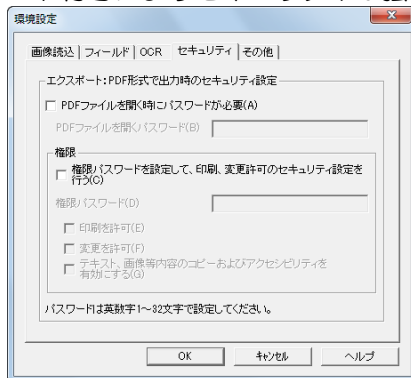 環境設定
画像読込 フィールド OCR セキュリティ その他
エクスポート:PDF形式で出力時のセキュリティ設定
PDFファイルを開く時にパスワードが必要(A)
PDFファイルを開くパスワード(B)
権限
権限パスワードを設定して、印刷、変更許可のセキュリティ設定を
行う(C)
権限パスワード(D)
印刷を許可(E)
変更を許可(F)
テキスト、画像等内容のコピーおよびアクセシビリティを
有効にする(G)
パスワードは英数字1~32文字で設定してください。
OK キャンセル ヘルプ